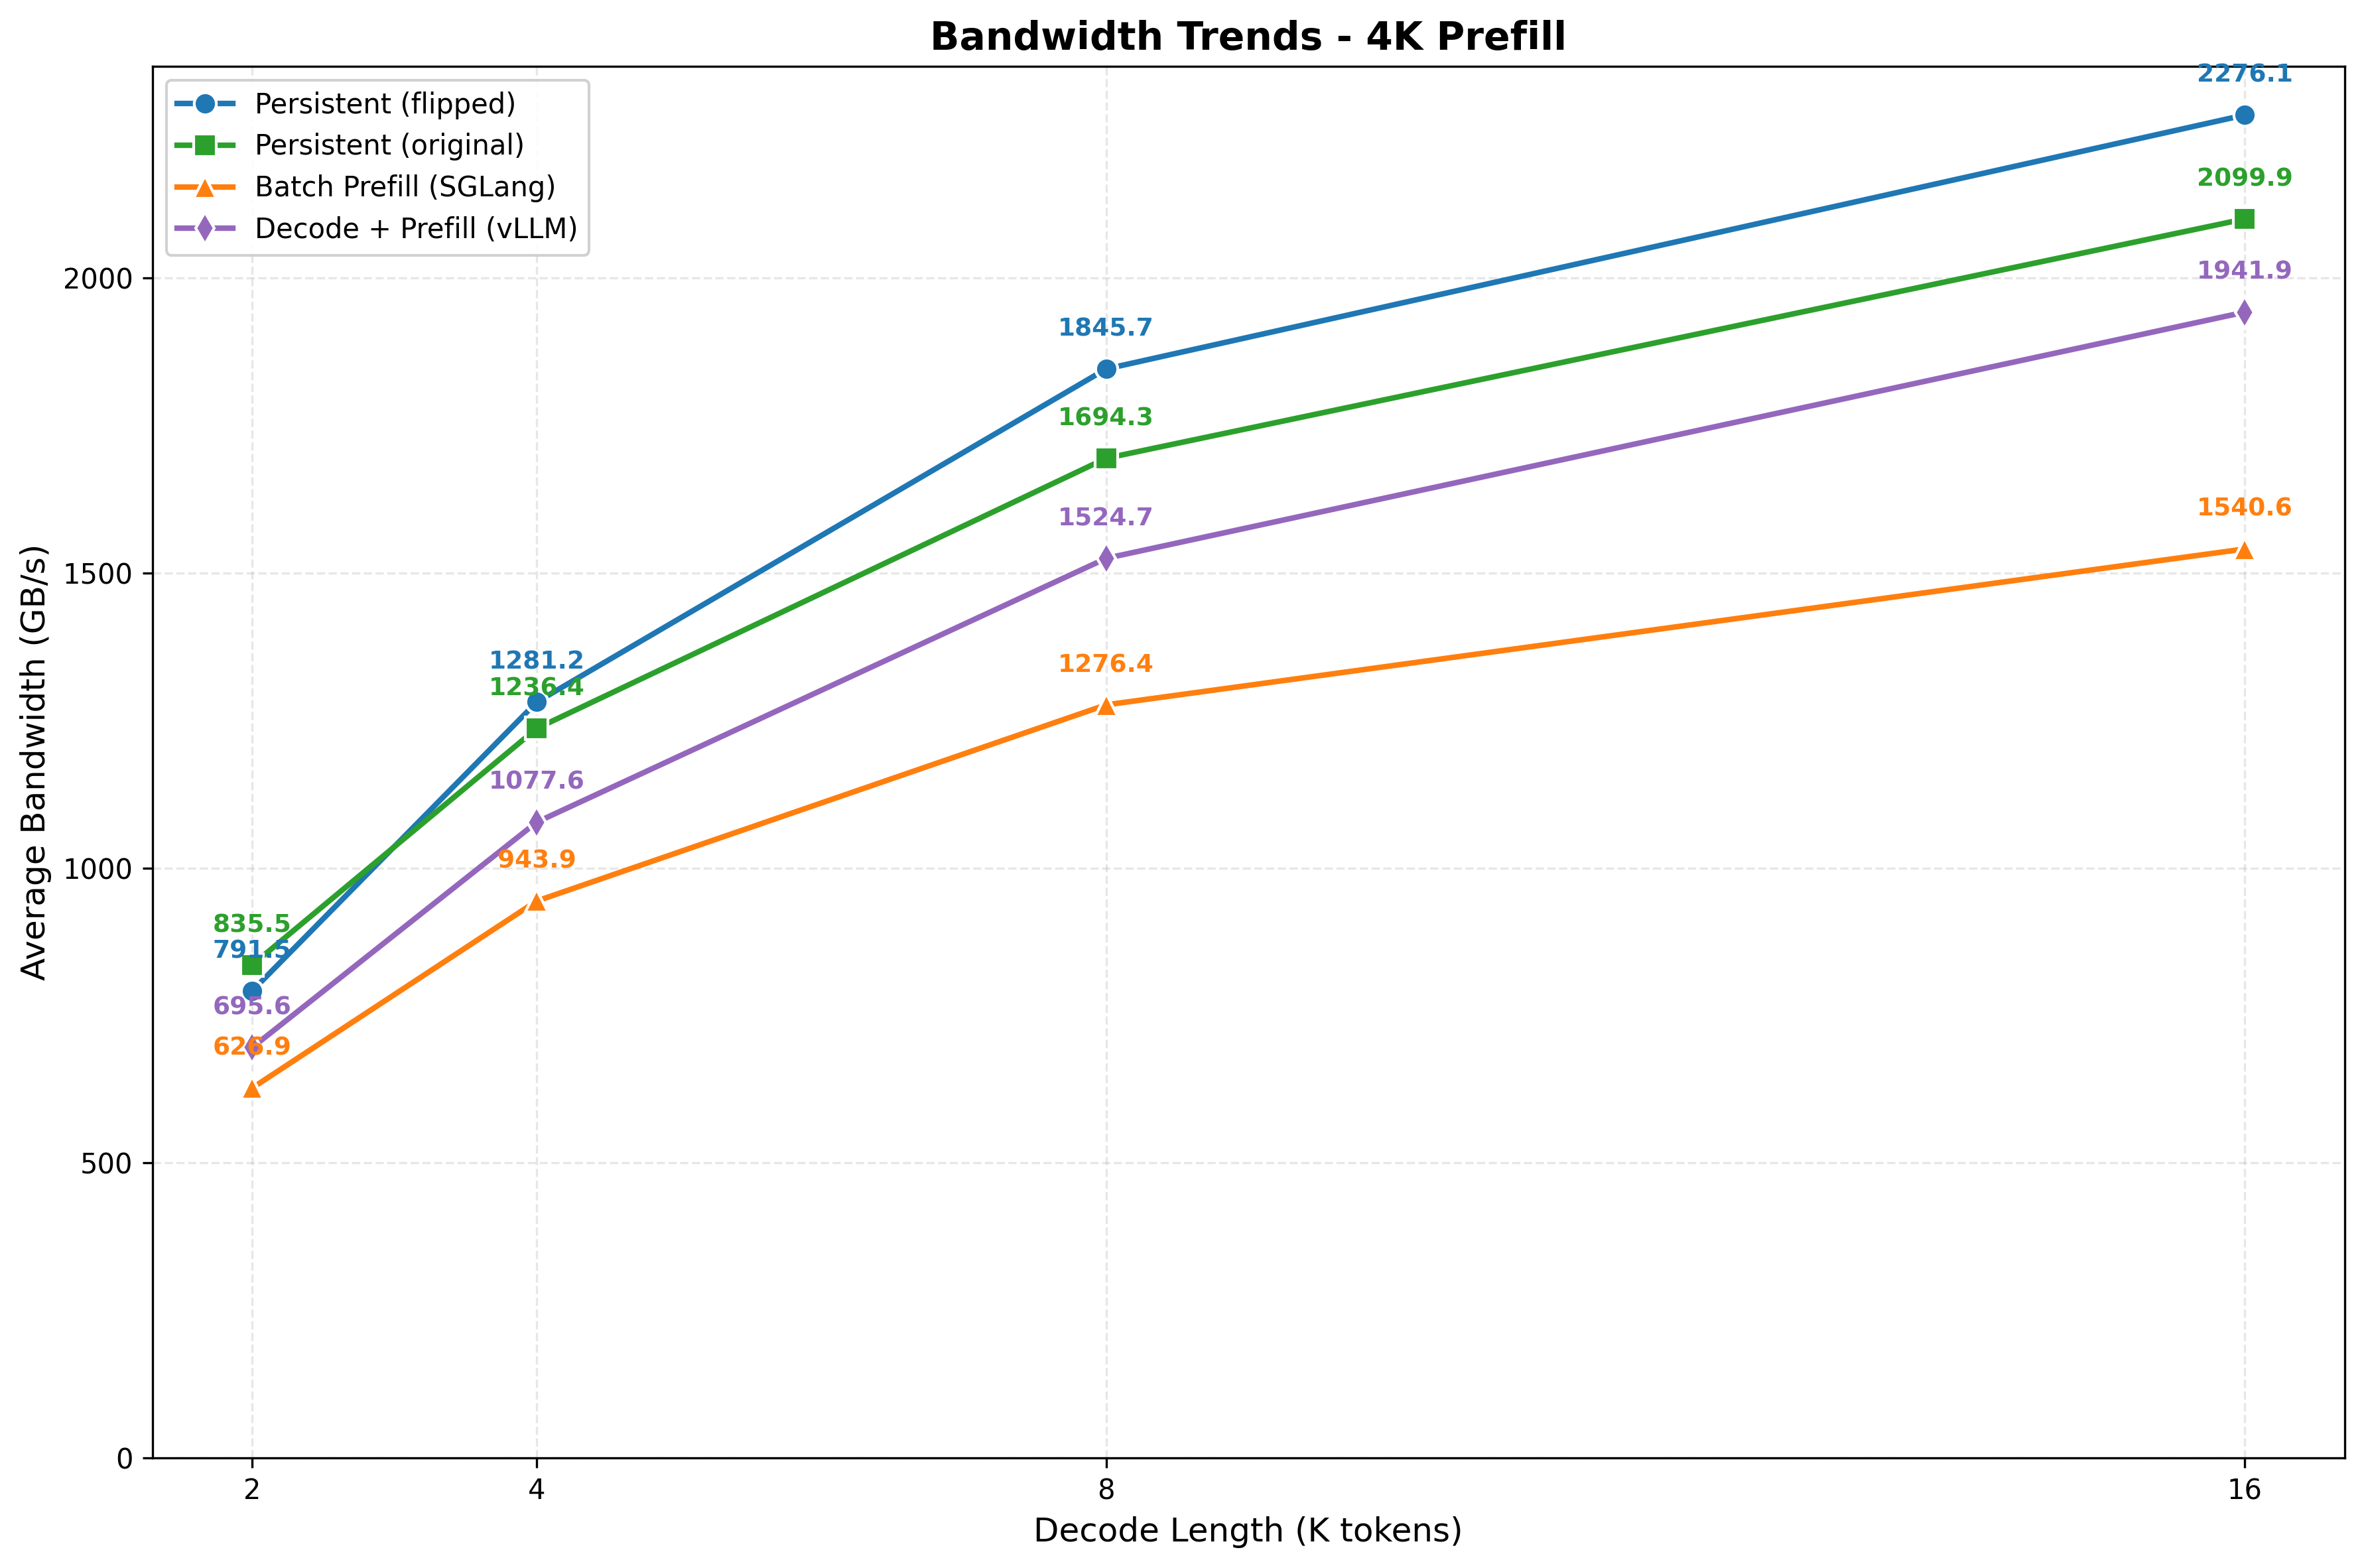 Bandwidth Trends - 4K Prefill
Persistent (flipped)
Persistent (original)
Batch Prefill (SGLang)
Decode + Prefill (vLLM)
2276.1
2099.9
1941.9
1845.7
1694.3
1524.7
1540.6
1281.2
1236.4
1276.4
1077.6
943.9
835.5
791.5
695.6
626.9
2000
1500
1000
500
0
Average Bandwidth (GB/s)
2 4 8 16
Decode Length (K tokens)